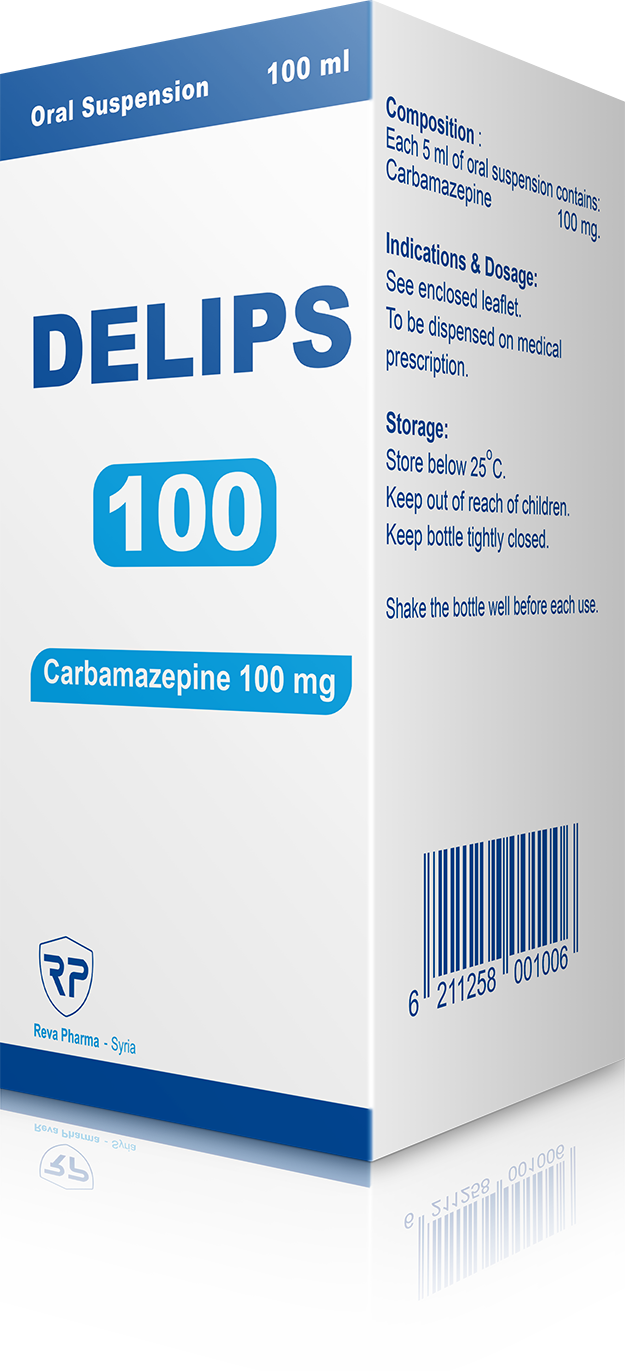 Oral Suspension 100 ml
DELIPS
100
Carbamazepine 100 mg
RP
Reva Pharma - Syria
Composition :
Each 5 ml of oral suspension contains:
Carbamazepine 100 mg.
Indications & Dosage:
See enclosed leaflet.
To be dispensed on medical
prescription.
Storage:
Store below 25°C.
Keep out of reach of children.
Keep bottle tightly closed.
Shake the bottle well before each use.
6 211258 001006